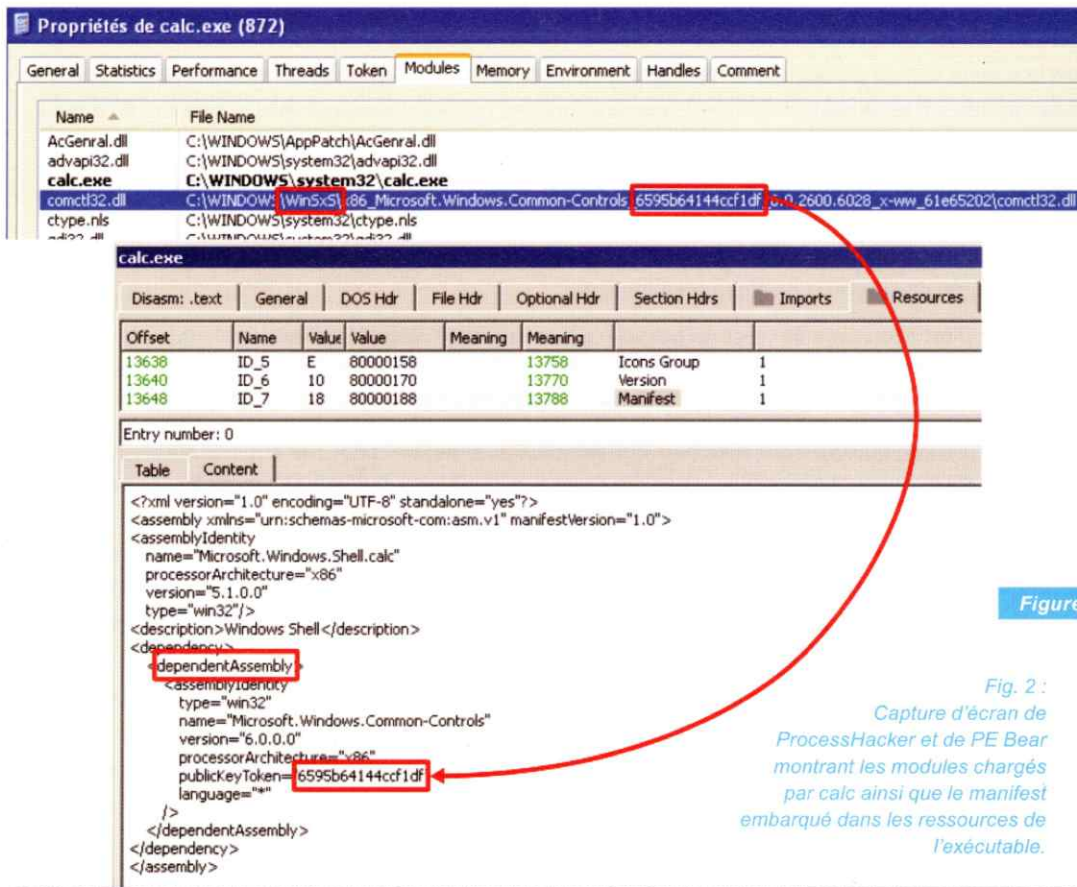 Propriétés de calc.exe (872)
General Statistics Performance Threads Token Modules Memory Environment Handles Comment
Name File Name
AcGenral.dll C:\WINDOWS\AppPatch\AcGenral.dll
advapi32.dll C:\WINDOWS\system32\advapi32.dll
calc.exe C:\WINDOWS\system32\calc.exe
comctl32.dll C:\WINDOWS\WinSxS\x86_Microsoft.Windows.Common-Controls_6595b64144ccf1df_6.0.2600.6028_x-ww_61e65202\comctl32.dll
ctype.nls C:\WINDOWS\system32\ctype.nls
calc.exe
Disasm: .text General DOS Hdr File Hdr Optional Hdr Section Hdrs Imports Resources
Offset Name Value Value Meaning Meaning
13638 ID_5 E 80000158 13758 Icons Group 1
13640 ID_6 10 80000170 13770 Version 1
13648 ID_7 18 80000188 13788 Manifest 1
Entry number: 0
Table Content
<?xml version="1.0" encoding="UTF-8" standalone="yes"?>
<assembly xmlns="urn:schemas-microsoft-com:asm.v1" manifestVersion="1.0">
<assemblyIdentity
name="Microsoft.Windows.Shell.calc"
processorArchitecture="x86"
version="5.1.0.0"
type="win32"/>
<description>Windows Shell</description>
<dependency>
<dependentAssembly>
<assemblyIdentity
type="win32"
name="Microsoft.Windows.Common-Controls"
version="6.0.0.0"
processorArchitecture="x86"
publicKeyToken="6595b64144ccf1df"
language="*"
/>
</dependentAssembly>
</dependency>
</assembly>
Figure
Fig. 2 :
Capture d'écran de
ProcessHacker et de PE Bear
montrant les modules chargés
par calc ainsi que le manifest
embarqué dans les ressources de
l'exécutable.